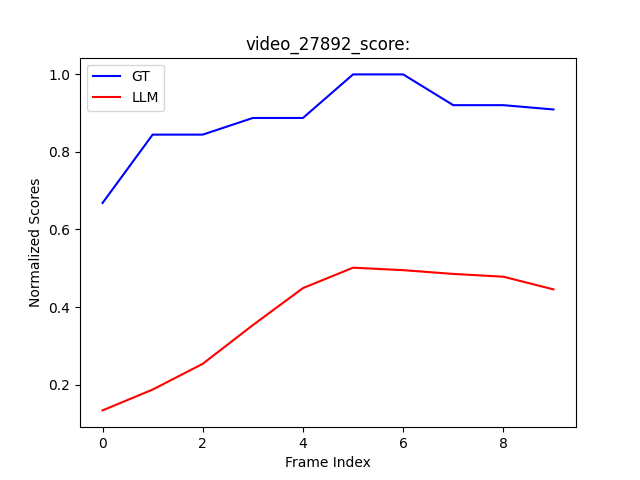 video_27892_score:
GT
LLM
Normalized Scores
1.0
0.8
0.6
0.4
0.2
0 2 4 6 8
Frame Index